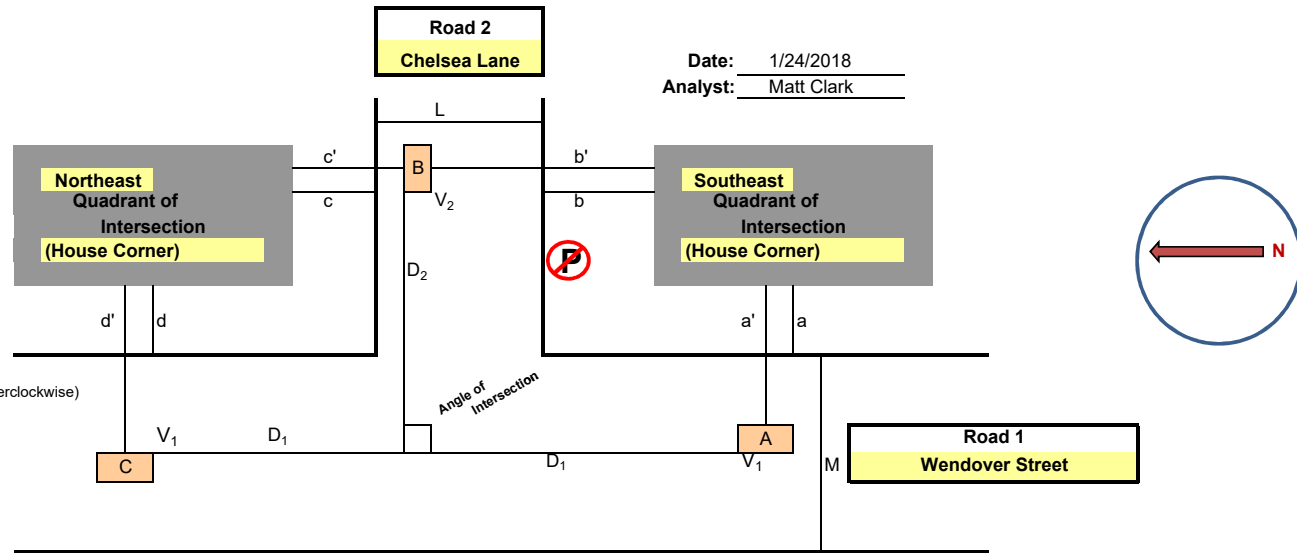 Road 2
Chelsea Lane
Date: 1/24/2018
Analyst: Matt Clark
L
c' B b'
Northeast
Quadrant of
Intersection
(House Corner)
c V2 b
Southeast
Quadrant of
Intersection
(House Corner)
N
P
D2
d' d a' a
erclockwise)
Angle of
Intersection
V1 D1 A
C D1 V1 M
Road 1
Wendover Street